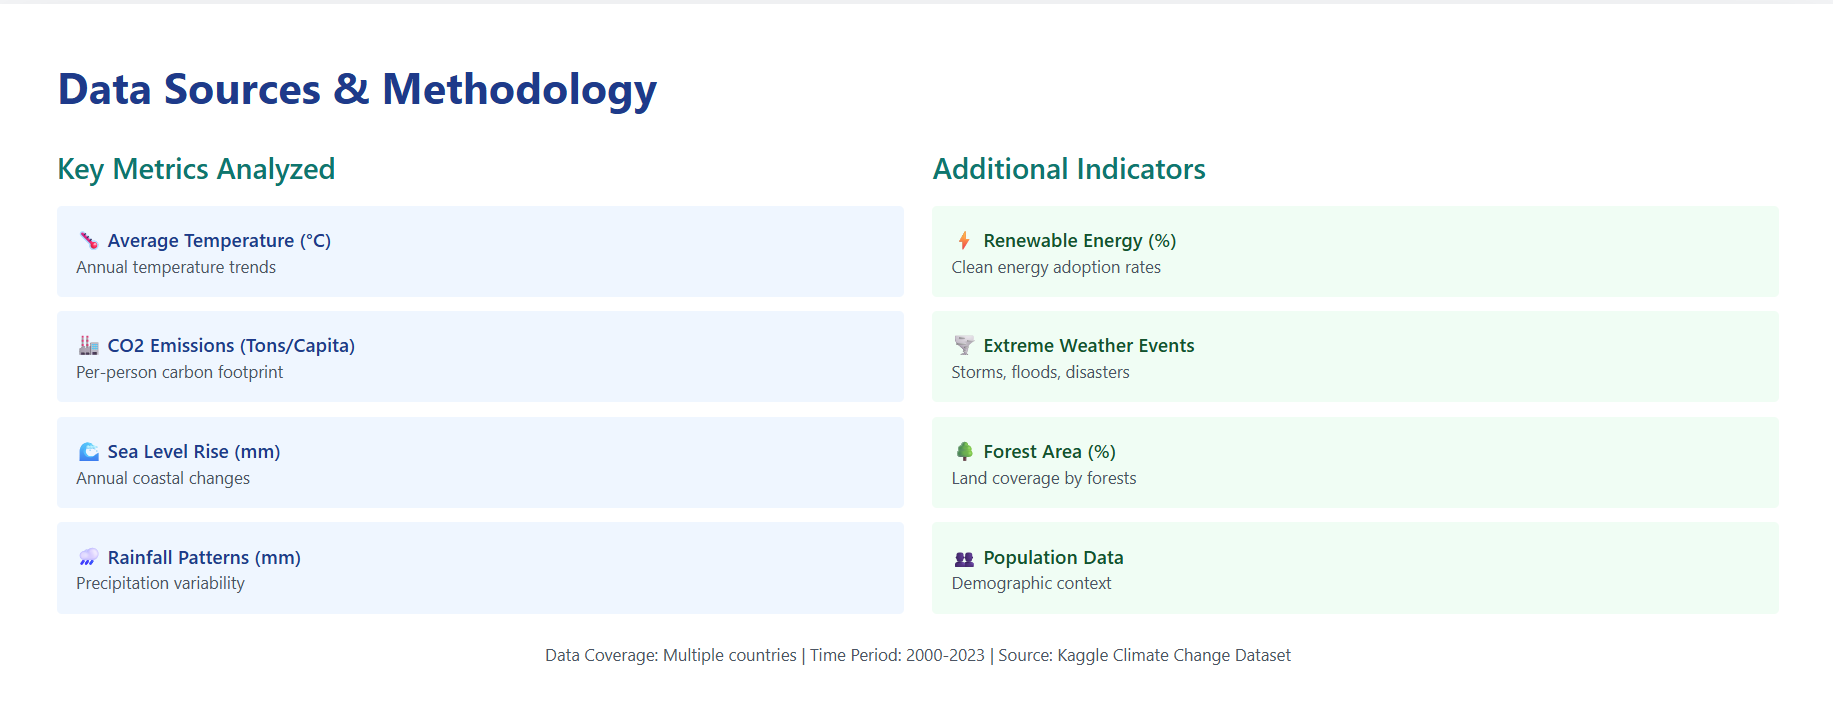 Data Sources & Methodology
Key Metrics Analyzed
Average Temperature (°C)
Annual temperature trends
CO2 Emissions (Tons/Capita)
Per-person carbon footprint
Sea Level Rise (mm)
Annual coastal changes
Rainfall Patterns (mm)
Precipitation variability
Additional Indicators
Renewable Energy (%)
Clean energy adoption rates
Extreme Weather Events
Storms, floods, disasters
Forest Area (%)
Land coverage by forests
Population Data
Demographic context
Data Coverage: Multiple countries | Time Period: 2000-2023 | Source: Kaggle Climate Change Dataset